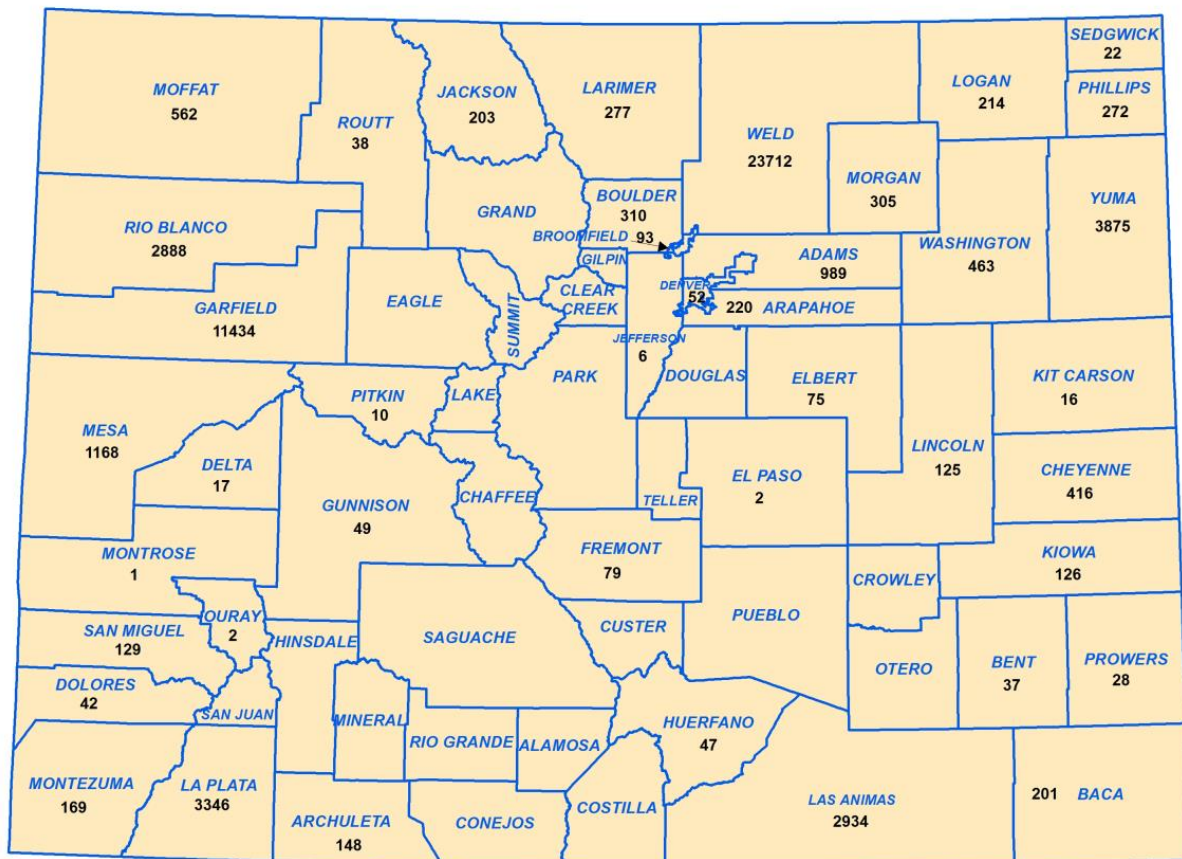 SEDGWICK
22
MOFFAT
562
JACKSON
203
LARIMER
277
LOGAN
214
PHILLIPS
272
ROUTT
38
WELD
23712
MORGAN
305
YUMA
3875
RIO BLANCO
2888
GRAND
BOULDER
310
BROOMFIELD 93
GILPIN
WASHINGTON
463
ADAMS
989
GARFIELD
11434
EAGLE
SUMMIT
CLEAR
CREEK
DENVER
52
220 ARAPAHOE
JEFFERSON
6
PARK
DOUGLAS
ELBERT
75
KIT CARSON
16
PITKIN
10
LAKE
MESA
1168
DELTA
17
LINCOLN
125
CHEYENNE
416
GUNNISON
49
CHAFFEE
TELLER
EL PASO
2
MONTROSE
1
FREMONT
79
KIOWA
126
CROWLEY
OURAY
2
SAN MIGUEL
129
HINSDALE
SAGUACHE
CUSTER
PUEBLO
OTERO
BENT
37
PROWERS
28
DOLORES
42
SAN JUAN
MINERAL
RIO GRANDE
ALAMOSA
HUERFANO
47
MONTEZUMA
169
LA PLATA
3346
ARCHULETA
148
CONEJOS
COSTILLA
LAS ANIMAS
2934
201 BACA